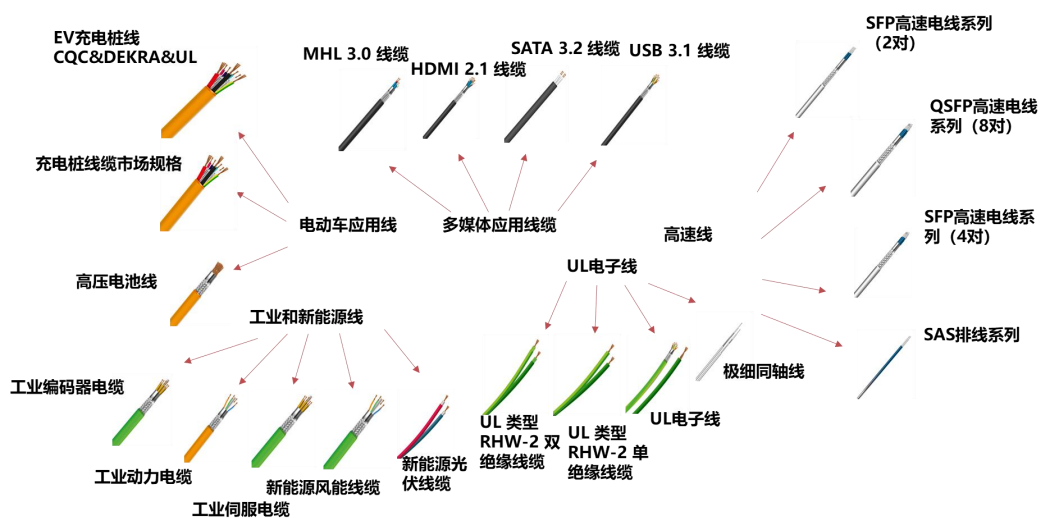 EV充电桩线
CQC&DEKRA&UL
MHL 3.0 线缆
HDMI 2.1 线缆
SATA 3.2 线缆
USB 3.1 线缆
SFP高速电线系列
（2对）
QSFP高速电线
系列（8对）
充电桩线缆市场规格
电动车应用线
多媒体应用线缆
高速线
SFP高速电线系
列（4对）
高压电池线
UL电子线
工业和新能源线
SAS排线系列
极细同轴线
工业编码器电缆
UL电子线
UL 类型
RHW-2 双
绝缘线缆
UL 类型
RHW-2 单
绝缘线缆
工业动力电缆
新能源光
伏线缆
新能源风能线缆
工业伺服电缆